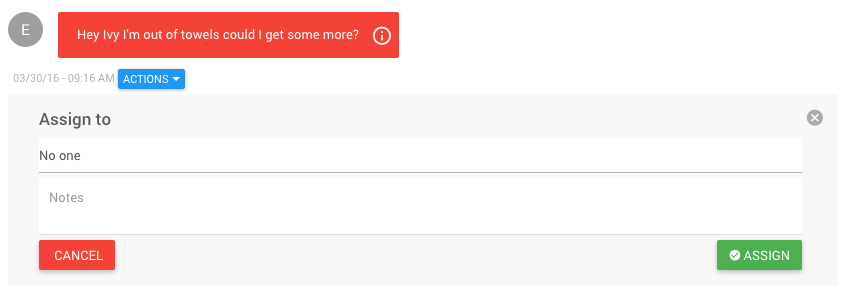 E
Hey Ivy I'm out of towels could I get some more?
03/30/16 - 09:16 AM ACTIONS
Assign to
No one
Notes
CANCEL
ASSIGN